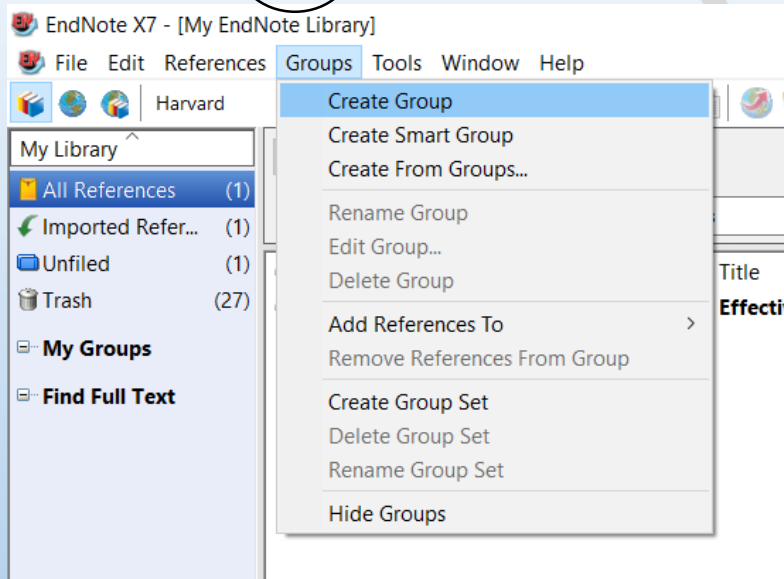 EndNote X7 - [My EndNote Library]
File Edit References Groups Tools Window Help
Harvard
My Library
All References (1)
Imported Refer... (1)
Unfiled (1)
Trash (27)
My Groups
Find Full Text
Create Group
Create Smart Group
Create From Groups...
Rename Group
Edit Group...
Delete Group
Add References To
Remove References From Group
Create Group Set
Delete Group Set
Rename Group Set
Hide Groups
Title